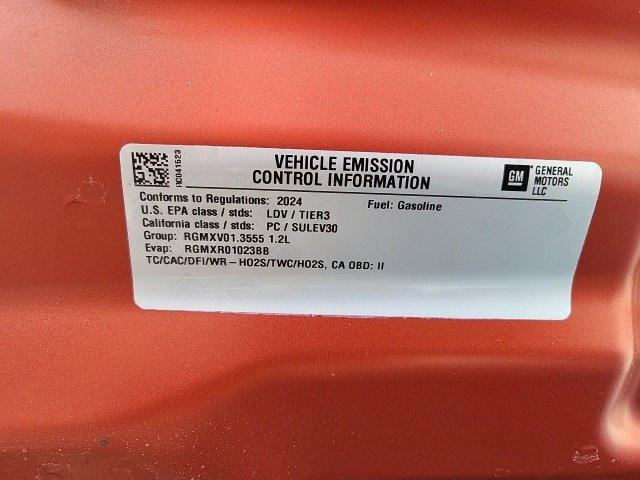 RC041623
VEHICLE EMISSION
CONTROL INFORMATION
GM
GENERAL
MOTORS
LLC
Conforms to Regulations: 2024
Fuel: Gasoline
U.S. EPA class / stds: LDV / TIER3
California class / stds: PC / SULEV30
Group: RGMXV01.3555 1.2L
Evap: RGMXR01023BB
TC/CAC/DFI/WR-HO2S/TWC/HO2S, CA OBD: II